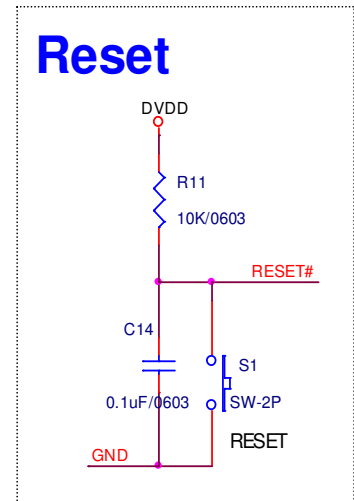 Reset
DVDD
R11
10K/0603
RESET#
C14
S1
0.1uF/0603
SW-2P
RESET
GND